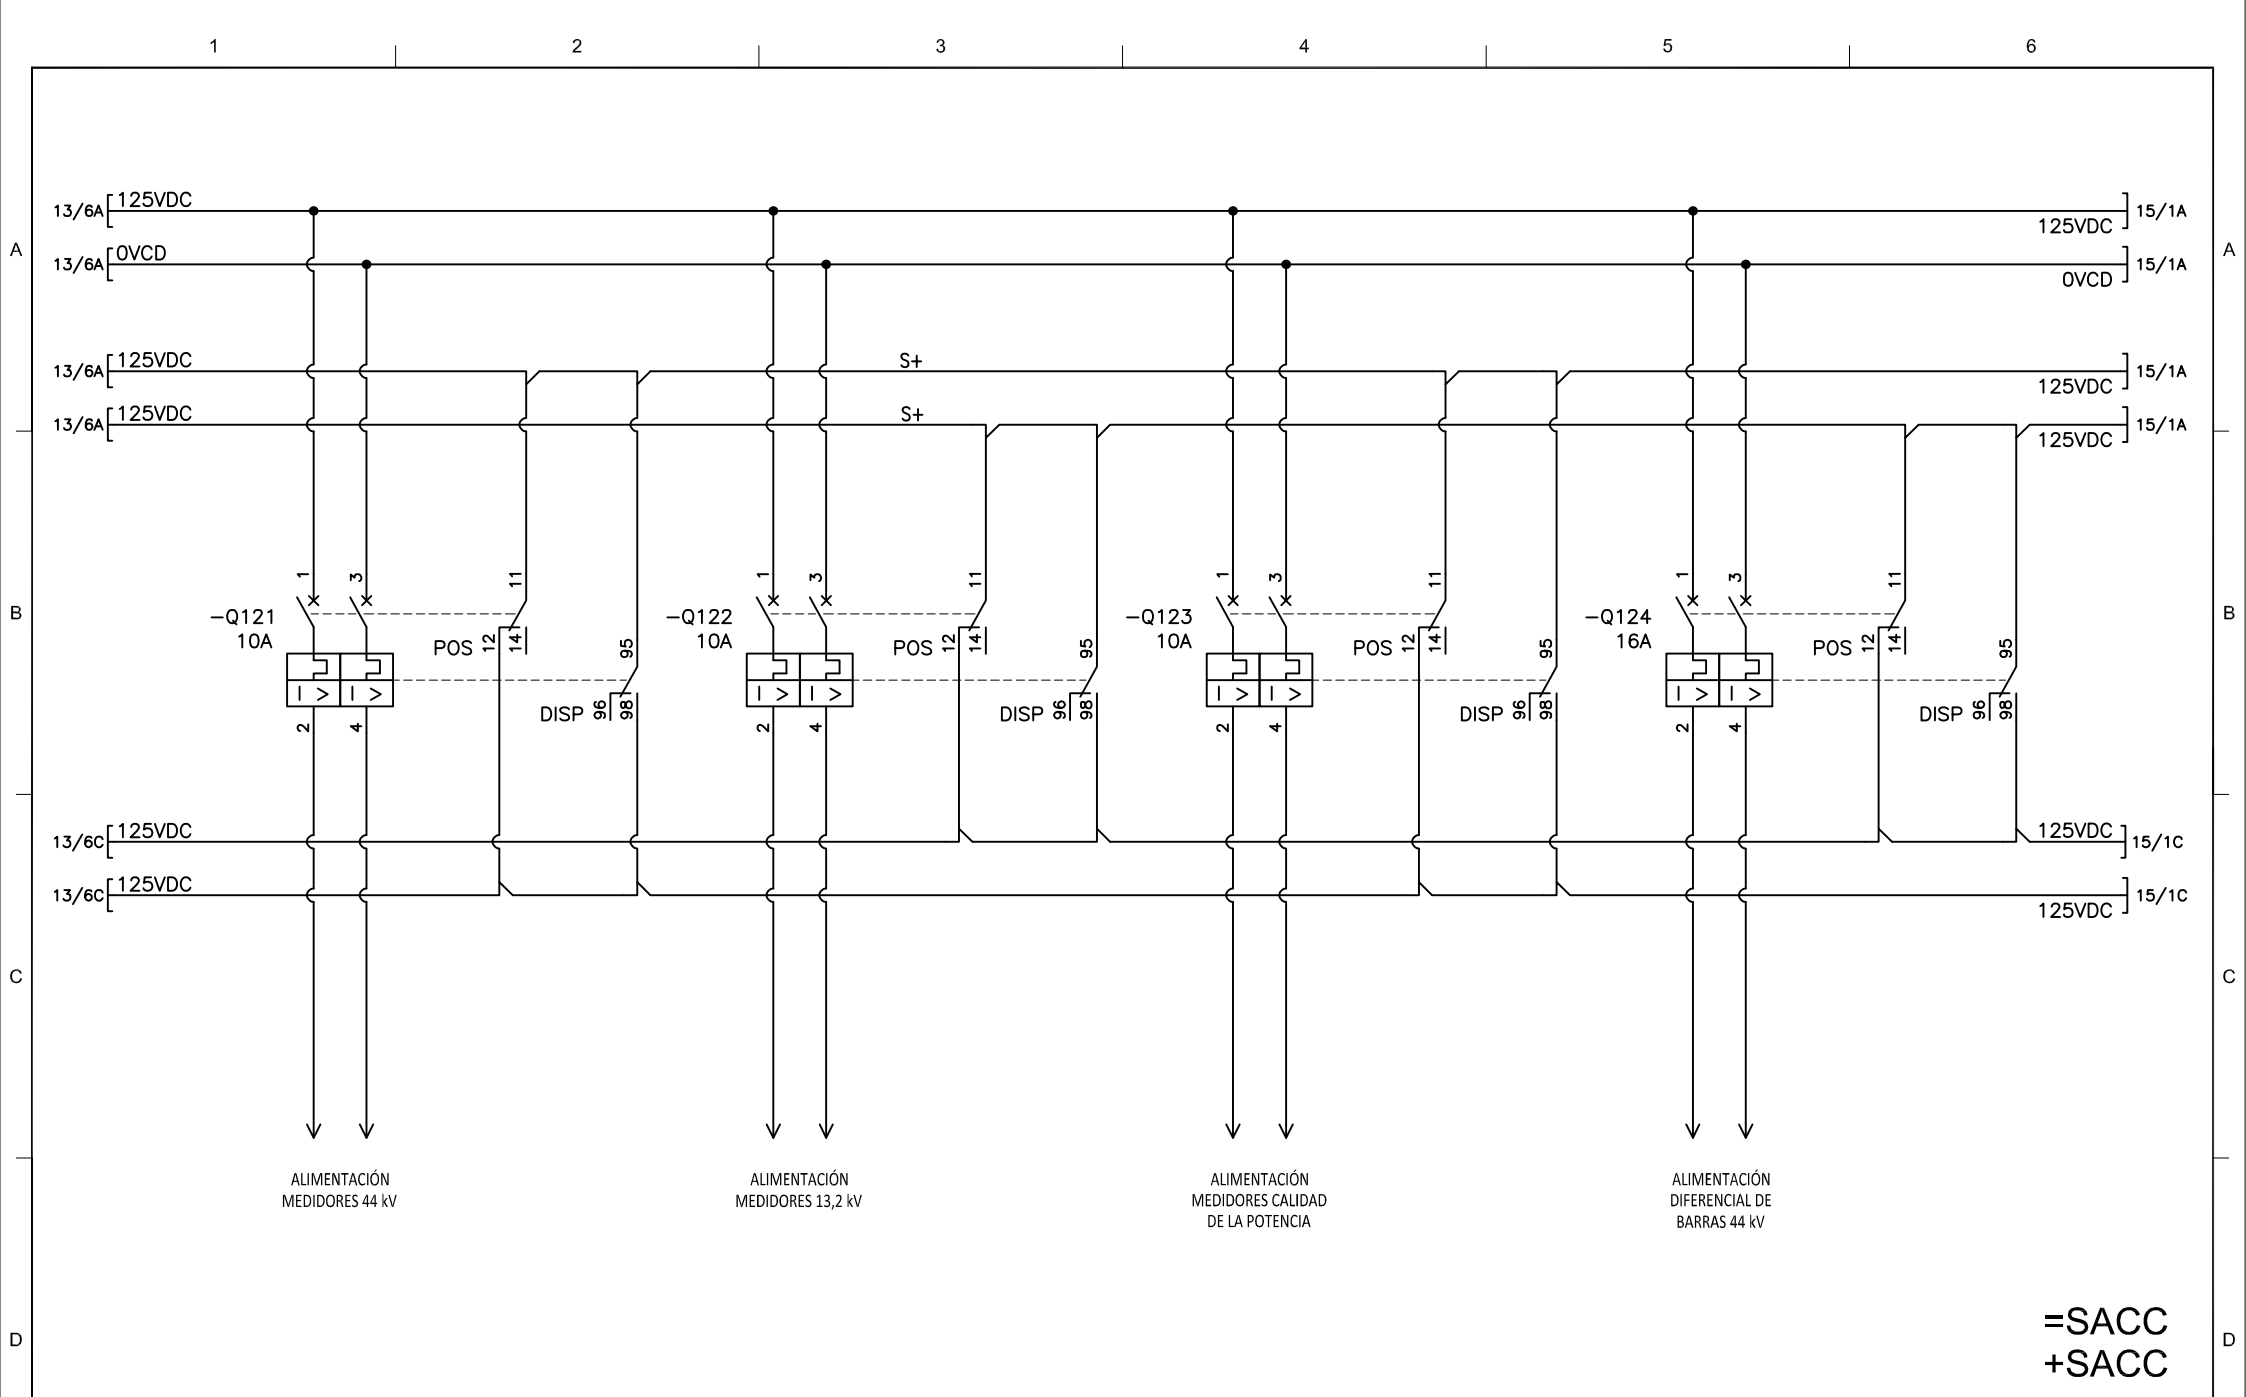 1 2 3 4 5 6
13/6A 125VDC 125VDC 15/1A
A 13/6A 0VCD 0VCD 15/1A A
13/6A 125VDC S+ 125VDC 15/1A
13/6A 125VDC S+ 125VDC 15/1A
1 3 11 1 3 11 1 3 11 1 3 11
B -Q121 -Q122 -Q123 -Q124 B
10A 10A 10A 16A
POS 12 14 95 POS 12 14 95 POS 12 14 95 POS 12 14 95
I > I > I > I > I > I > I > I >
DISP 96 98 DISP 96 98 DISP 96 98 DISP 96 98
2 4 2 4 2 4 2 4
13/6C 125VDC 125VDC 15/1C
13/6C 125VDC 125VDC 15/1C
C C
ALIMENTACIÓN
MEDIDORES 44 kV
ALIMENTACIÓN
MEDIDORES 13,2 kV
ALIMENTACIÓN
MEDIDORES CALIDAD
DE LA POTENCIA
ALIMENTACIÓN
DIFERENCIAL DE
BARRAS 44 kV
D D
=SACC
+SACC